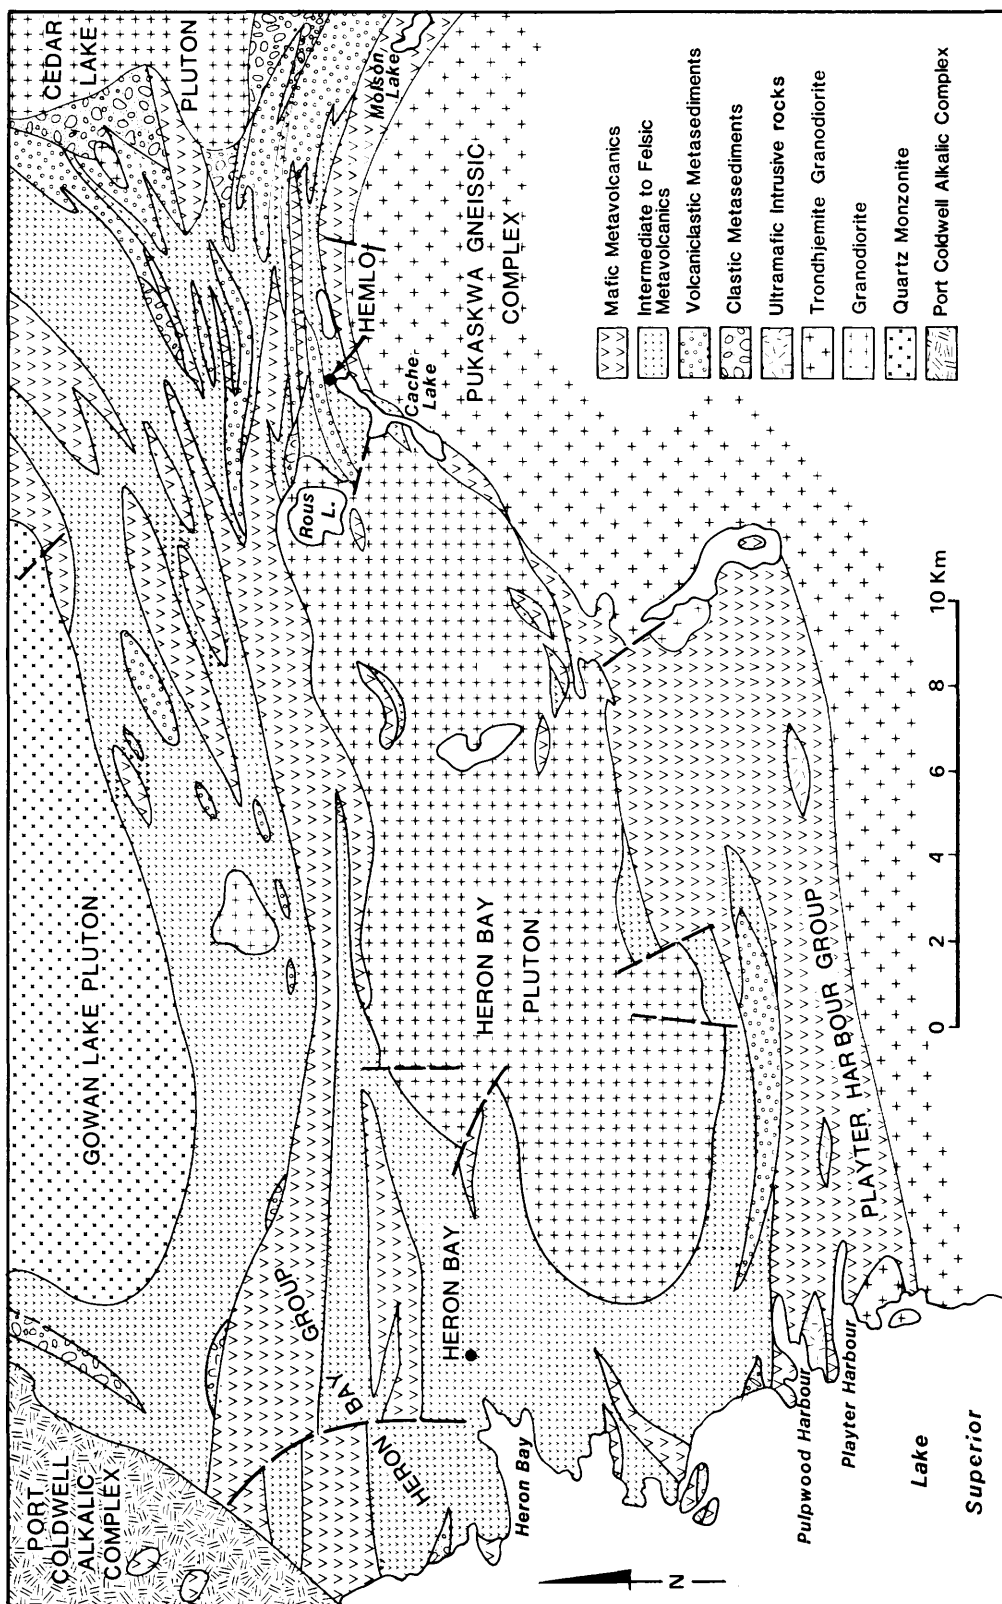 PORT
COLDWELL
ALKALIC
COMPLEX
GOWAN LAKE PLUTON
CEDAR
LAKE
PLUTON
Moison
Lake
HERON
BAY
GROUP
Rous
L.
HEMLO
Cache
Lake
PUKASKWA GNEISSIC
COMPLEX
HERON BAY
HERON BAY
PLUTON
Heron Bay
Pulpwood Harbour
Playter Harbour
PLAYTER HARBOUR GROUP
Lake
Superior
N
0 2 4 6 8 10 Km
Mafic Metavolcanics
Intermediate to Felsic
Metavolcanics
Volcaniclastic Metasediments
Clastic Metasediments
Ultramafic Intrusive rocks
Trondhjemite Granodiorite
Granodiorite
Quartz Monzonite
Port Coldwell Alkalic Complex